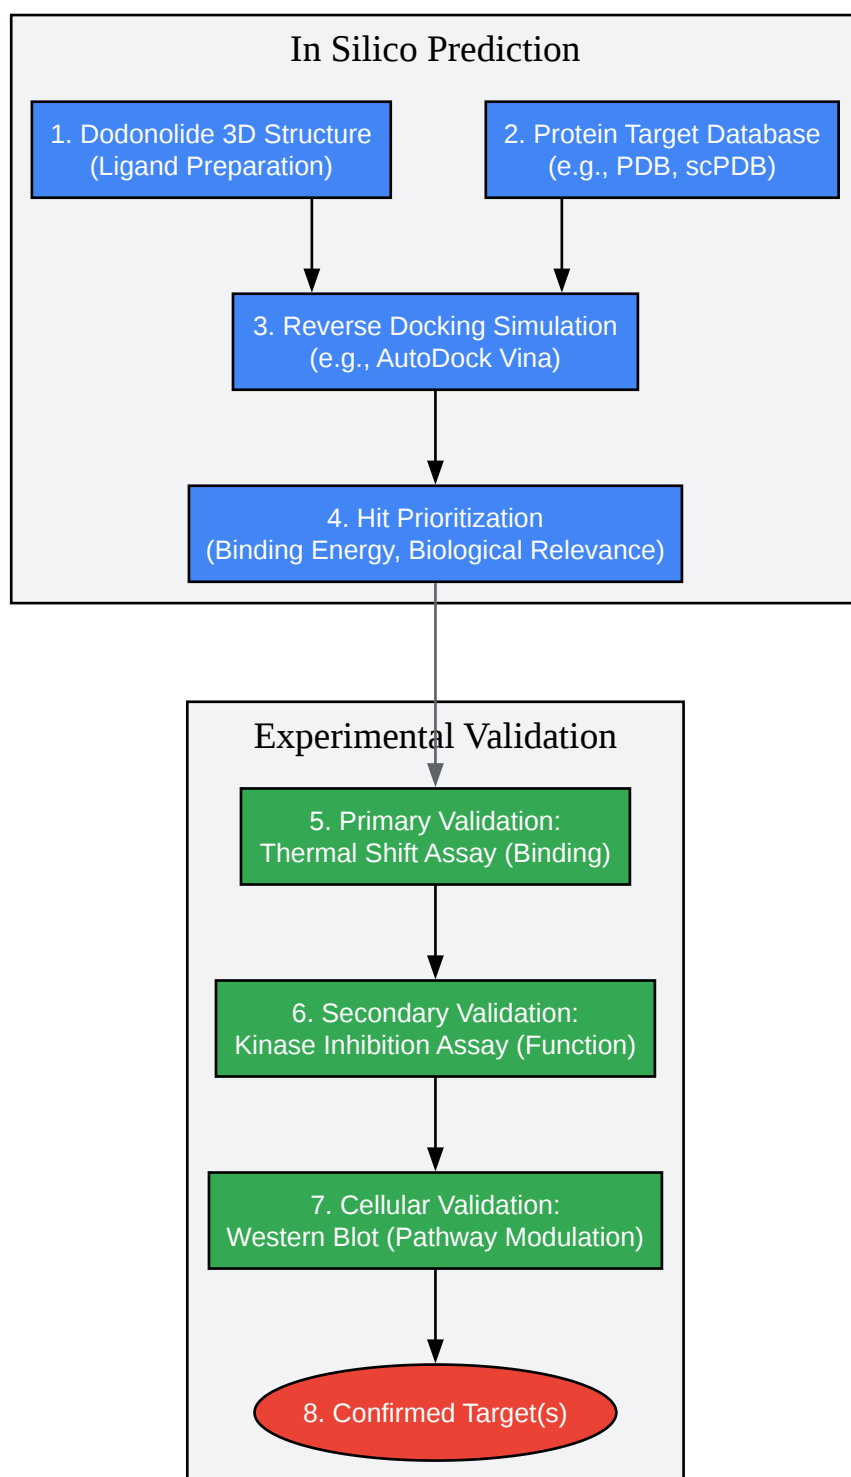 In Silico Prediction
1. Dodonolide 3D Structure
(Ligand Preparation)
2. Protein Target Database
(e.g., PDB, scPDB)
3. Reverse Docking Simulation
(e.g., AutoDock Vina)
4. Hit Prioritization
(Binding Energy, Biological Relevance)
Experimental Validation
5. Primary Validation:
Thermal Shift Assay (Binding)
6. Secondary Validation:
Kinase Inhibition Assay (Function)
7. Cellular Validation:
Western Blot (Pathway Modulation)
8. Confirmed Target(s)